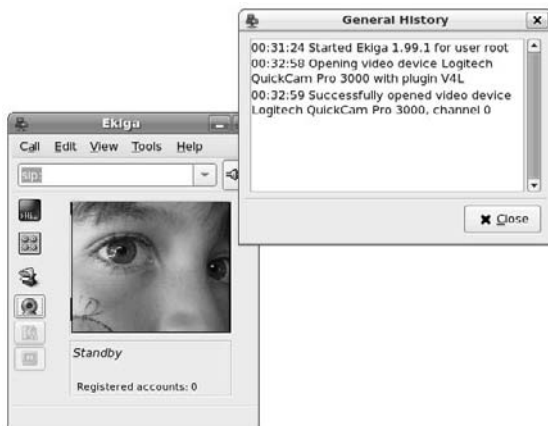 General History
00:31:24 Started Ekiga 1.99.1 for user root
00:32:58 Opening video device Logitech
QuickCam Pro 3000 with plugin V4L
00:32:59 Successfully opened video device
Logitech QuickCam Pro 3000, channel 0
Close
Ekiga
Call Edit View Tools Help
sip:
Standby
Registered accounts: 0